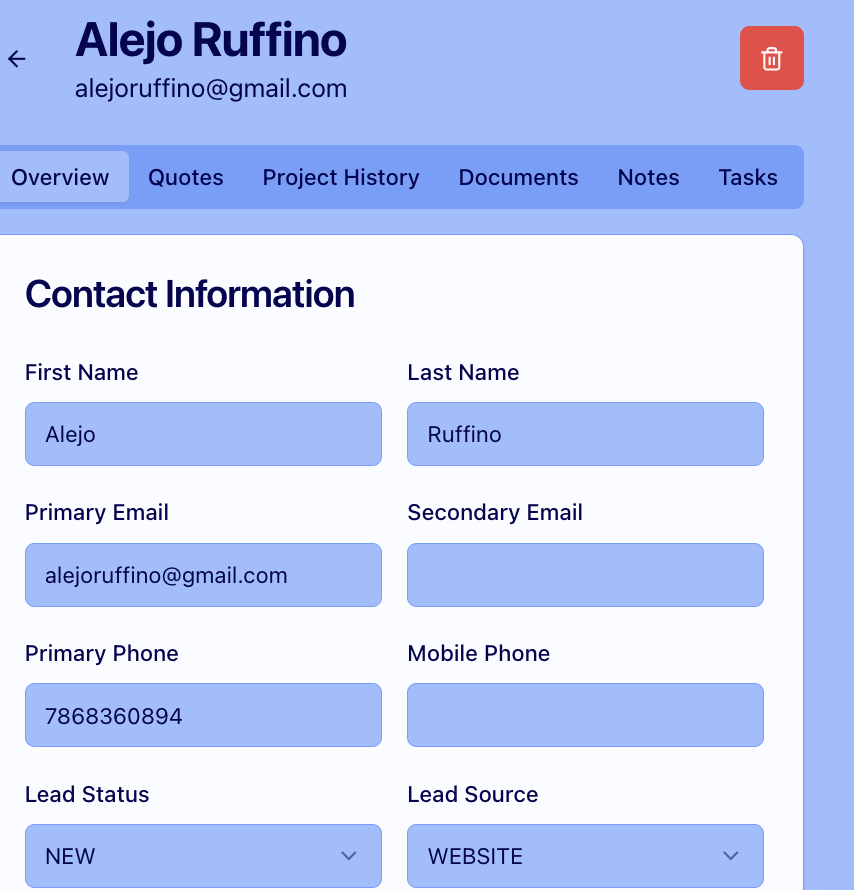 Alejo Ruffino
alejoruffino@gmail.com
Overview Quotes Project History Documents Notes Tasks
Contact Information
First Name Last Name
Alejo Ruffino
Primary Email Secondary Email
alejoruffino@gmail.com
Primary Phone Mobile Phone
7868360894
Lead Status Lead Source
NEW WEBSITE